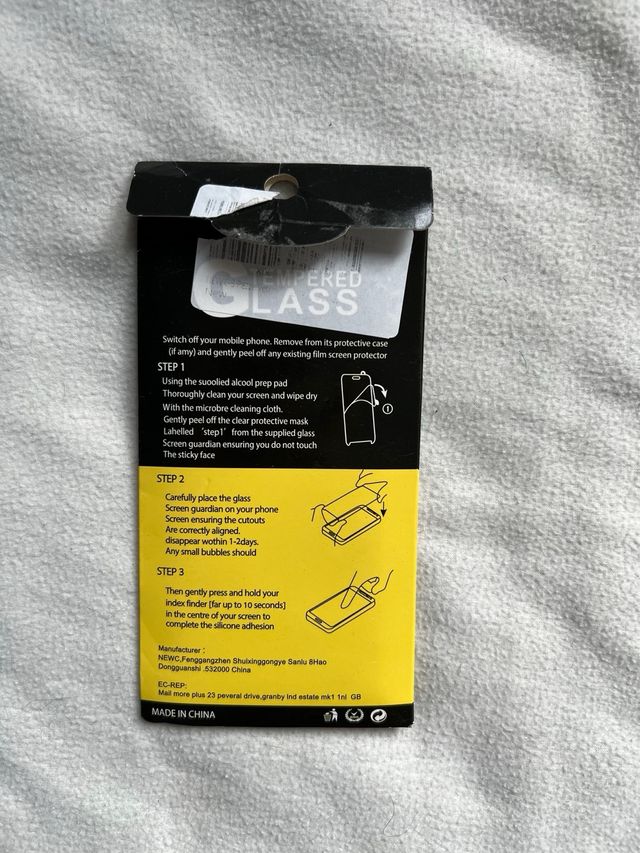 TEMPERED
GLASS
Switch off your mobile phone. Remove from its protective case
(if amy) and gently peel off any existing film screen protector
STEP 1
Using the suoolied alcool prep pad
Thoroughly clean your screen and wipe dry
With the microbre cleaning cloth.
Gently peel off the clear protective mask
Lahelled 'step1' from the supplied glass
Screen guardian ensuring you do not touch
The sticky face
STEP 2
Carefully place the glass
Screen guardian on your phone
Screen ensuring the cutouts
Are correctly aligned.
disappear wothin 1-2days.
Any small bubbles should
STEP 3
Then gently press and hold your
index finder [far up to 10 seconds]
in the centre of your screen to
complete the silicone adhesion
Manufacturer :
NEWC,Fenggangzhen Shuixinggongye Sanlu 8Hao
Dongguanshi .532000 China
EC-REP:
Mail more plus 23 peveral drive,granby ind estate mk1 1nl GB
MADE IN CHINA